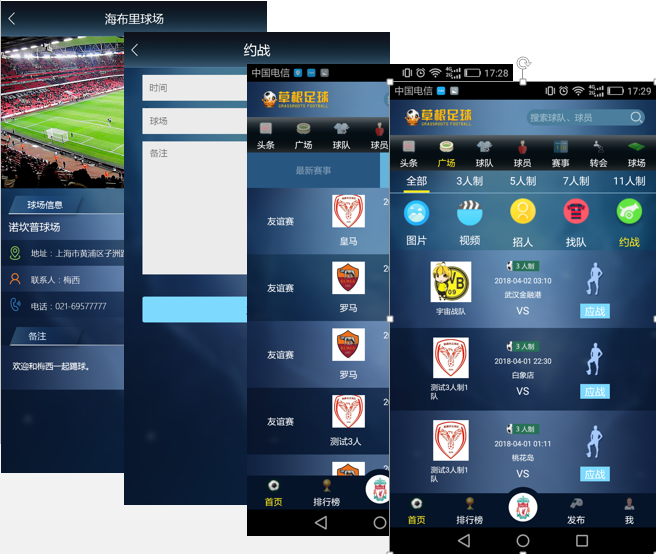 海布里球场
球场信息
诺坎普球场
地址：上海市黄浦区子洲路
联系人：梅西
电话：021-69577777
备注
欢迎和梅西一起踢球。
约战
时间
球场
备注
中国电信
17:28
草根足球
GRASSROOTS FOOTBALL
头条
广场
球队
球员
最新赛事
友谊赛
皇马
友谊赛
罗马
友谊赛
罗马
友谊赛
测试3人
首页
排行榜
中国电信
17:29
草根足球
GRASSROOTS FOOTBALL
搜索球队、球员
头条
广场
球队
球员
赛事
转会
球场
全部
3人制
5人制
7人制
11人制
图片
视频
招人
找队
约战
3人制
2018-04-02 03:10
武汉金融港
宇宙战队
VS
应战
3人制
2018-04-01 22:30
白象店
测试3人制1
队
VS
应战
3人制
2018-04-01 01:11
桃花岛
测试3人制1
队
VS
应战
首页
排行榜
发布
我